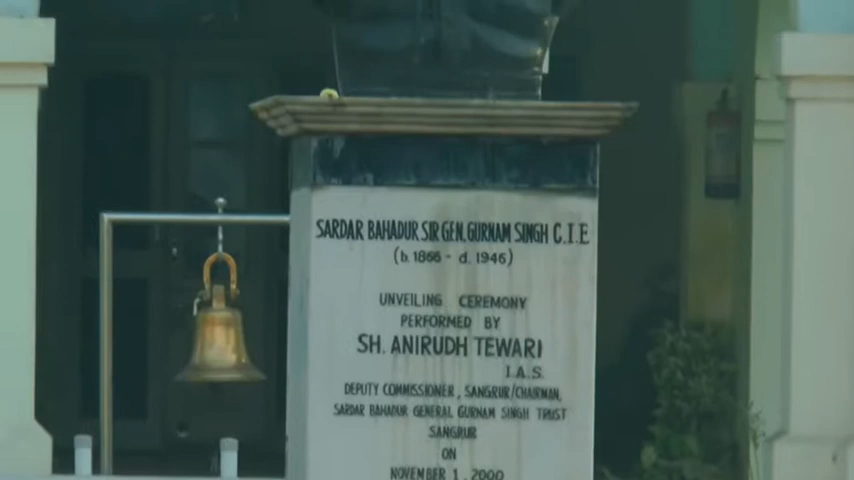 SARDAR BAHADUR SIR GEN. GURNAM SINGH C.I.E
(b. 1866 - d. 1946)
UNVEILING CEREMONY
PERFORMED BY
SH. ANIRUDH TEWARI
I.A.S.
DEPUTY COMMISSIONER, SANGRUR/CHAIRMAN,
SARDAR BAHADUR GENERAL GURNAM SINGH TRUST
SANGRUR
ON
NOVEMBER 1, 2000